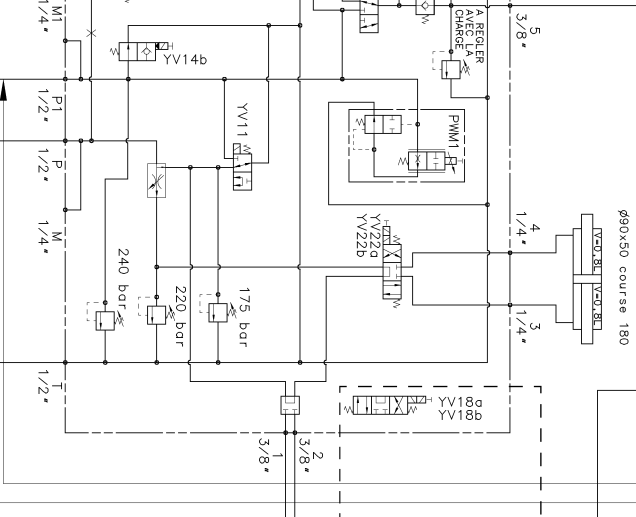 M1
1/4"
YV14b
A REGLER
AVEC LA
CHARGE
5
3/8"
P1
1/2"
P
1/2"
M
1/4"
T
1/2"
YV11
PWM1
YV22a
YV22b
4
1/4"
3
1/4"
Ø90x50 course 180
V=0,8L
V=0,8L
240 bar
220 bar
175 bar
YV18a
YV18b
1
3/8"
2
3/8"